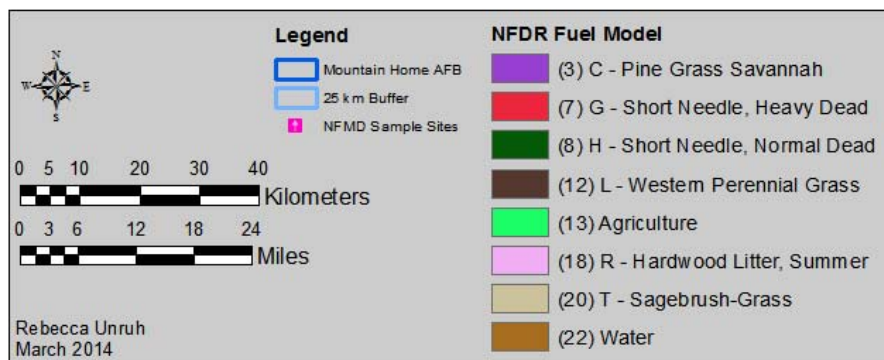 N
W E
S
Legend
Mountain Home AFB
25 km Buffer
NFMD Sample Sites
0 5 10 20 30 40
Kilometers
0 3 6 12 18 24
Miles
Rebecca Unruh
March 2014
NFDR Fuel Model
(3) C - Pine Grass Savannah
(7) G - Short Needle, Heavy Dead
(8) H - Short Needle, Normal Dead
(12) L - Western Perennial Grass
(13) Agriculture
(18) R - Hardwood Litter, Summer
(20) T - Sagebrush-Grass
(22) Water